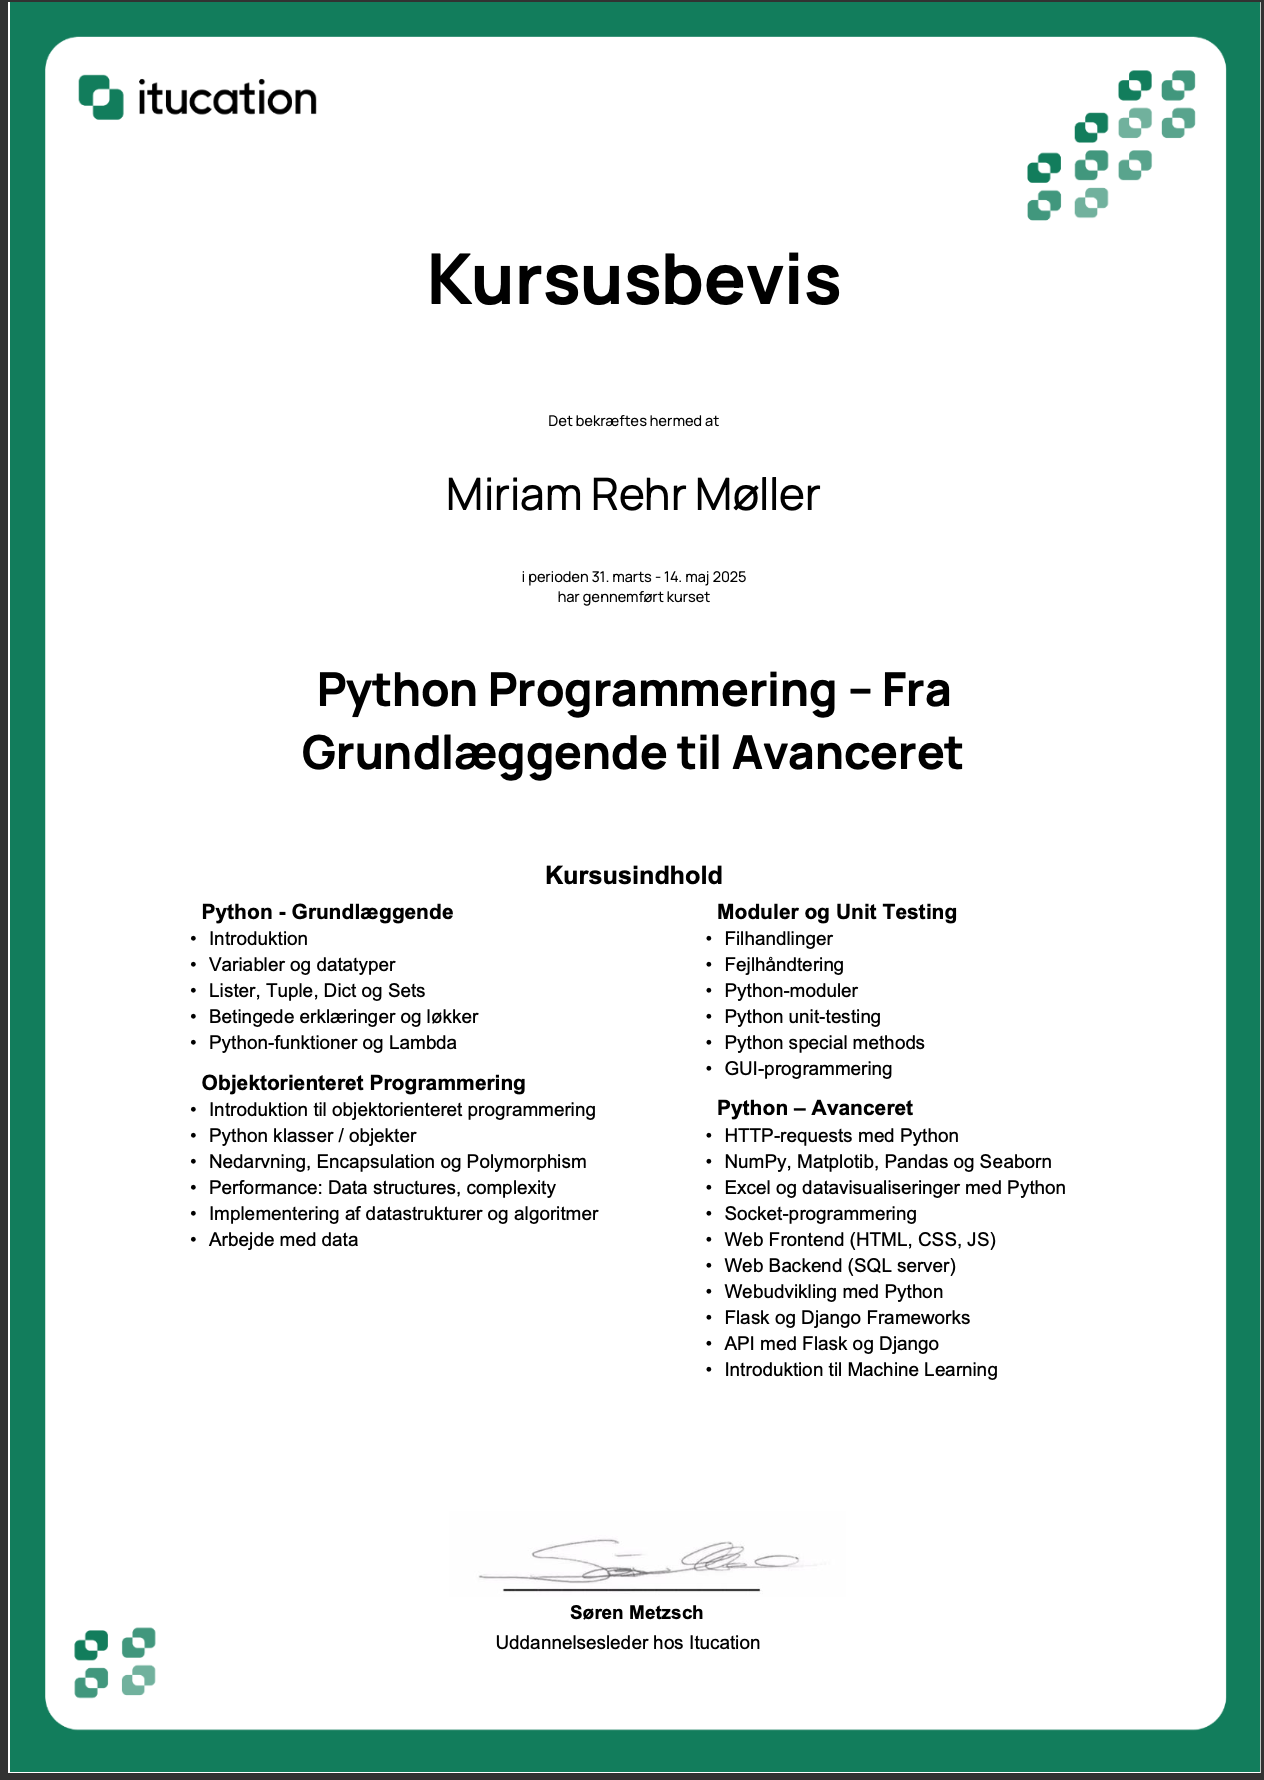 itucation
Kursusbevis
Det bekræftes hermed at
Miriam Rehr Møller
i perioden 31. marts - 14. maj 2025
har gennemført kurset
Python Programmering – Fra
Grundlæggende til Avanceret
Kursusindhold
Python - Grundlæggende
• Introduktion
• Variabler og datatyper
• Lister, Tuple, Dict og Sets
• Betingede erklæringer og løkker
• Python-funktioner og Lambda
Objektorienteret Programmering
• Introduktion til objektorienteret programmering
• Python klasser / objekter
• Nedarvning, Encapsulation og Polymorphism
• Performance: Data structures, complexity
• Implementering af datastrukturer og algoritmer
• Arbejde med data
Moduler og Unit Testing
• Filhandlinger
• Fejlhåndtering
• Python-moduler
• Python unit-testing
• Python special methods
• GUI-programmering
Python – Avanceret
• HTTP-requests med Python
• NumPy, Matplotib, Pandas og Seaborn
• Excel og datavisualiseringer med Python
• Socket-programmering
• Web Frontend (HTML, CSS, JS)
• Web Backend (SQL server)
• Webudvikling med Python
• Flask og Django Frameworks
• API med Flask og Django
• Introduktion til Machine Learning
Søren Metzsch
Uddannelsesleder hos Itucation